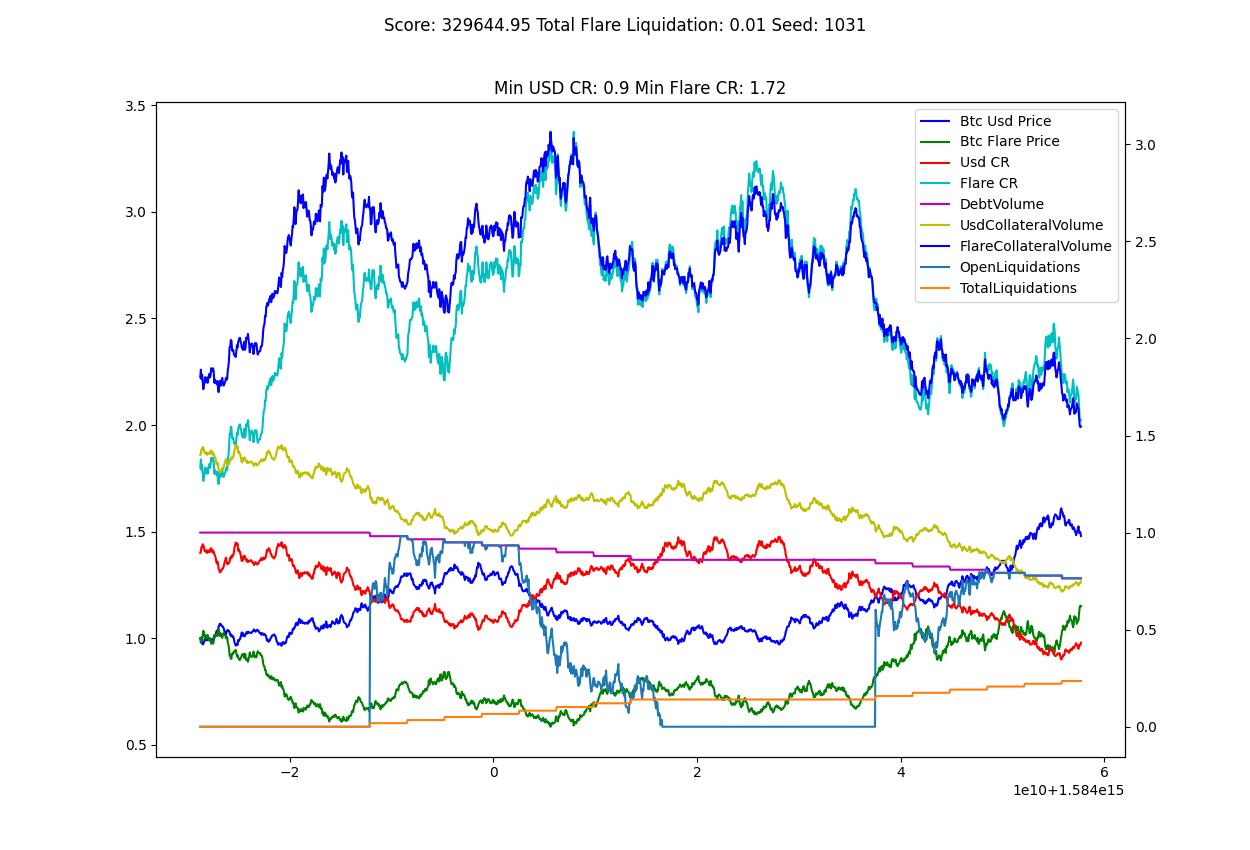 Score: 329644.95 Total Flare Liquidation: 0.01 Seed: 1031
Min USD CR: 0.9 Min Flare CR: 1.72
3.5
3.0
2.5
2.0
1.5
1.0
0.5
Btc Usd Price
Btc Flare Price
Usd CR
Flare CR
DebtVolume
UsdCollateralVolume
FlareCollateralVolume
OpenLiquidations
TotalLiquidations
3.0
2.5
2.0
1.5
1.0
0.5
0.0
−2 0 2 4 6
1e10+1.584e15